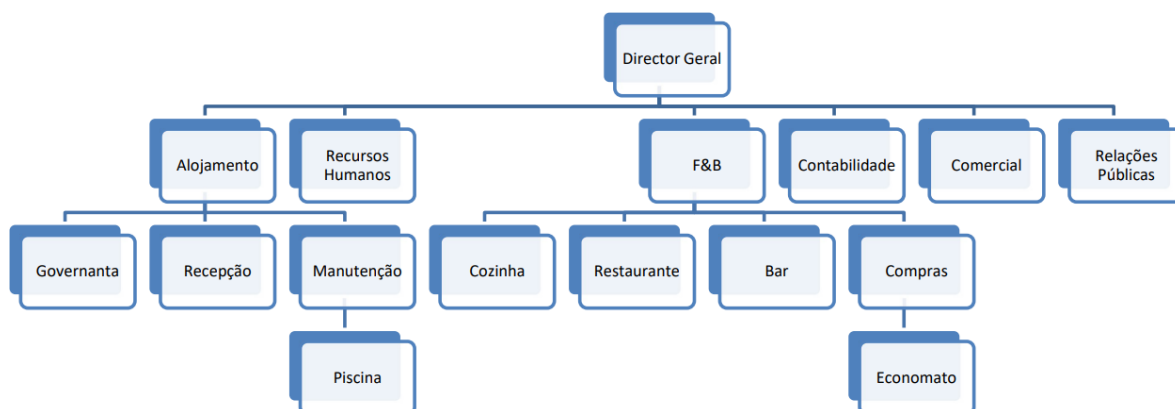 Director Geral
Alojamento
Recursos
Humanos
F&B
Contabilidade
Comercial
Relações
Públicas
Governanta
Recepção
Manutenção
Cozinha
Restaurante
Bar
Compras
Piscina
Economato